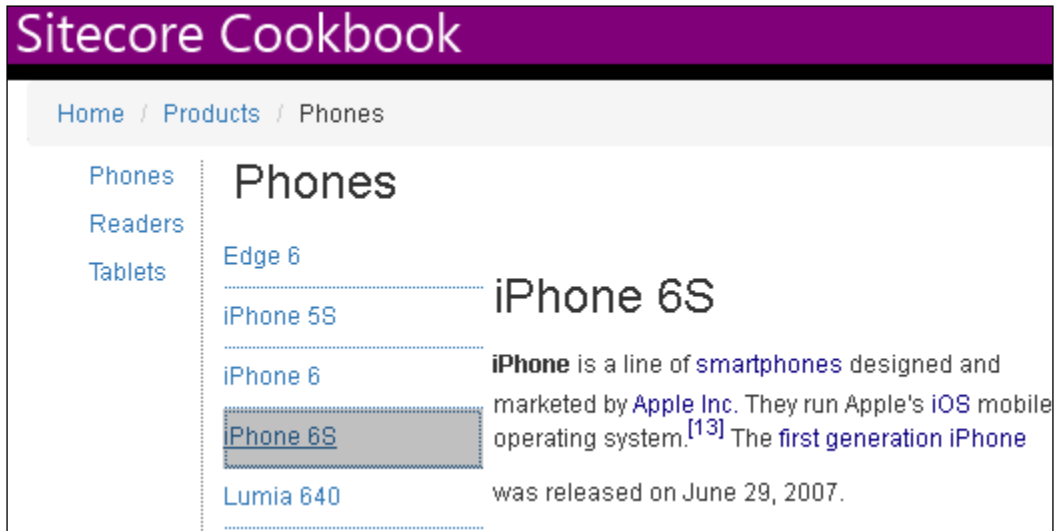 Sitecore Cookbook
Home / Products / Phones
Phones
Readers
Tablets
Phones
Edge 6
iPhone 5S
iPhone 6
iPhone 6S
Lumia 640
iPhone 6S
iPhone is a line of smartphones designed and
marketed by Apple Inc. They run Apple's iOS mobile
operating system.[13] The first generation iPhone
was released on June 29, 2007.